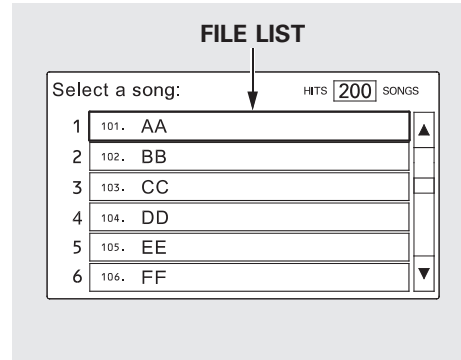 FILE LIST
Select a song: HITS 200 SONGS
1 101. AA
2 102. BB
3 103. CC
4 104. DD
5 105. EE
6 106. FF